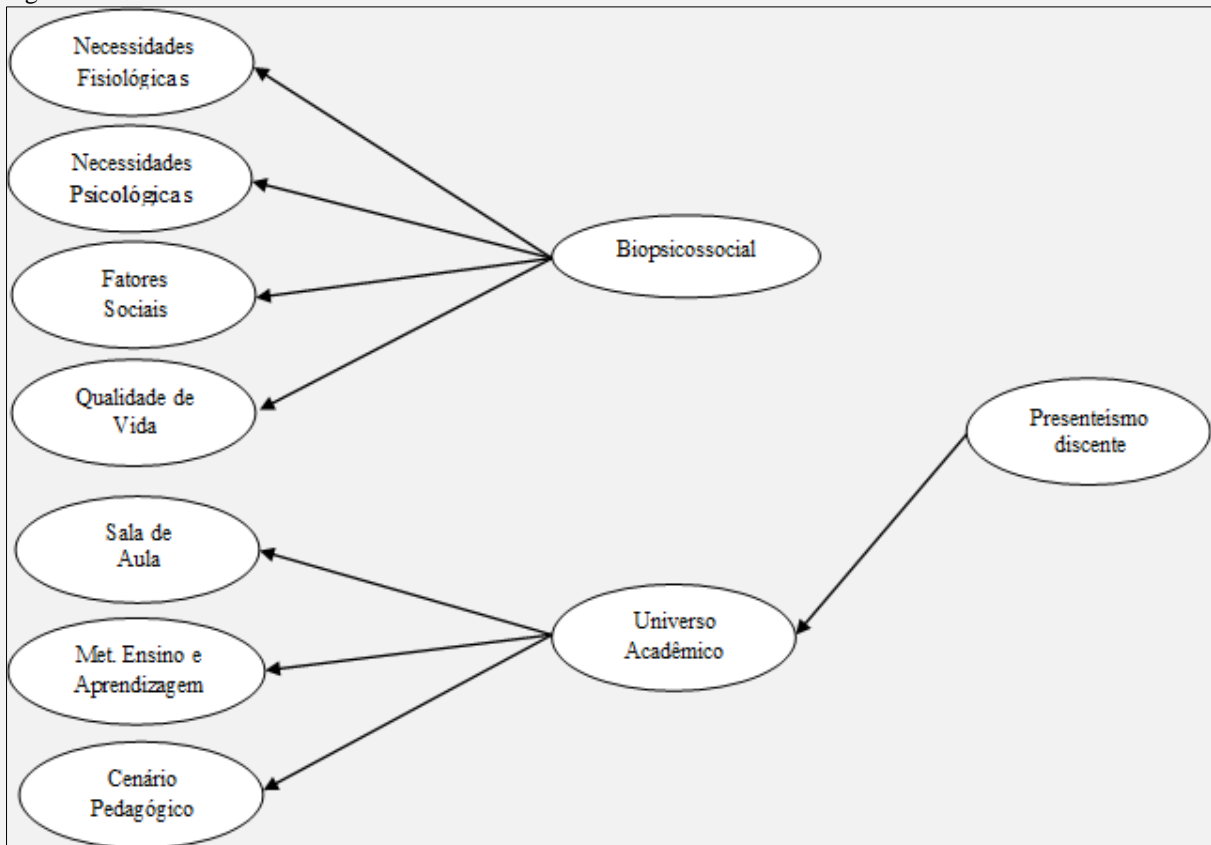 Necessidades
Fisiológicas
Necessidades
Psicológicas
Fatores
Sociais
Qualidade de
Vida
Sala de
Aula
Met. Ensino e
Aprendizagem
Cenário
Pedagógico
Biopsicossocial
Universo
Acadêmico
Presenteísmo
discente